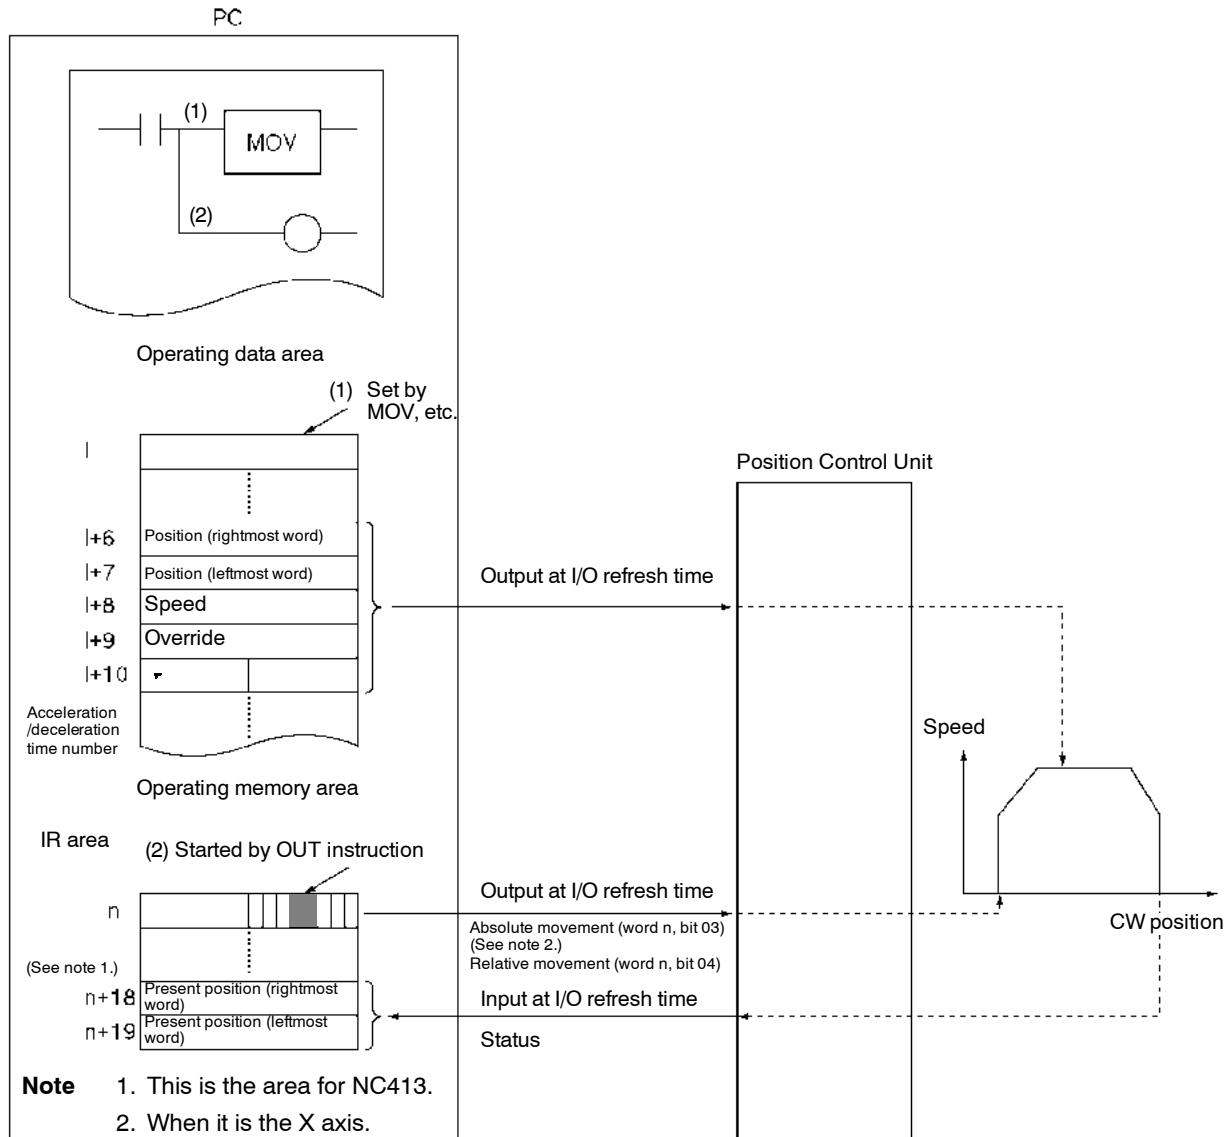 PC
(1)
MOV
(2)
Operating data area
(1) Set by
MOV, etc.
l
l+6 Position (rightmost word)
l+7 Position (leftmost word)
l+8 Speed
l+9 Override
l+10
Acceleration
/deceleration
time number
Operating memory area
Output at I/O refresh time
Position Control Unit
Speed
CW position
IR area
(2) Started by OUT instruction
n
Output at I/O refresh time
Absolute movement (word n, bit 03)
(See note 2.)
Relative movement (word n, bit 04)
(See note 1.)
n+18 Present position (rightmost
word)
n+19 Present position (leftmost
word)
Input at I/O refresh time
Status
Note 1. This is the area for NC413.
2. When it is the X axis.